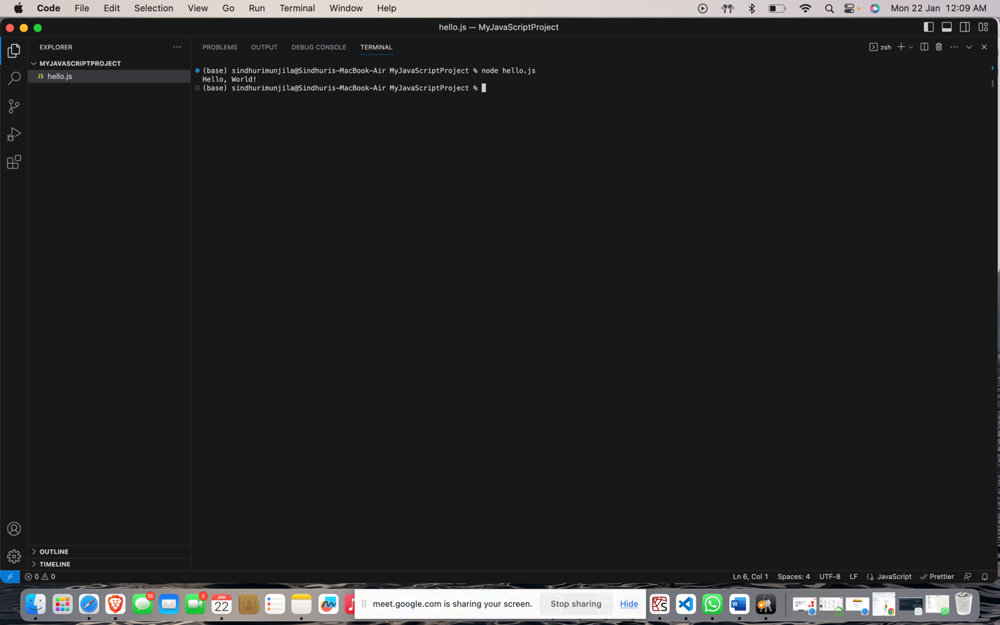 Code File Edit Selection View Go Run Terminal Window Help Mon 22 Jan 12:09 AM
hello.js — MyJavaScriptProject
EXPLORER
MYJAVASCRIPTPROJECT
JS hello.js
PROBLEMS OUTPUT DEBUG CONSOLE TERMINAL zsh
(base) sindhurimunjila@Sindhuris-MacBook-Air MyJavaScriptProject % node hello.js
Hello, World!
(base) sindhurimunjila@Sindhuris-MacBook-Air MyJavaScriptProject %
OUTLINE
TIMELINE
0 0 Ln 6, Col 1 Spaces: 4 UTF-8 LF JavaScript Prettier
35 2 JAN
22
meet.google.com is sharing your screen. Stop sharing Hide